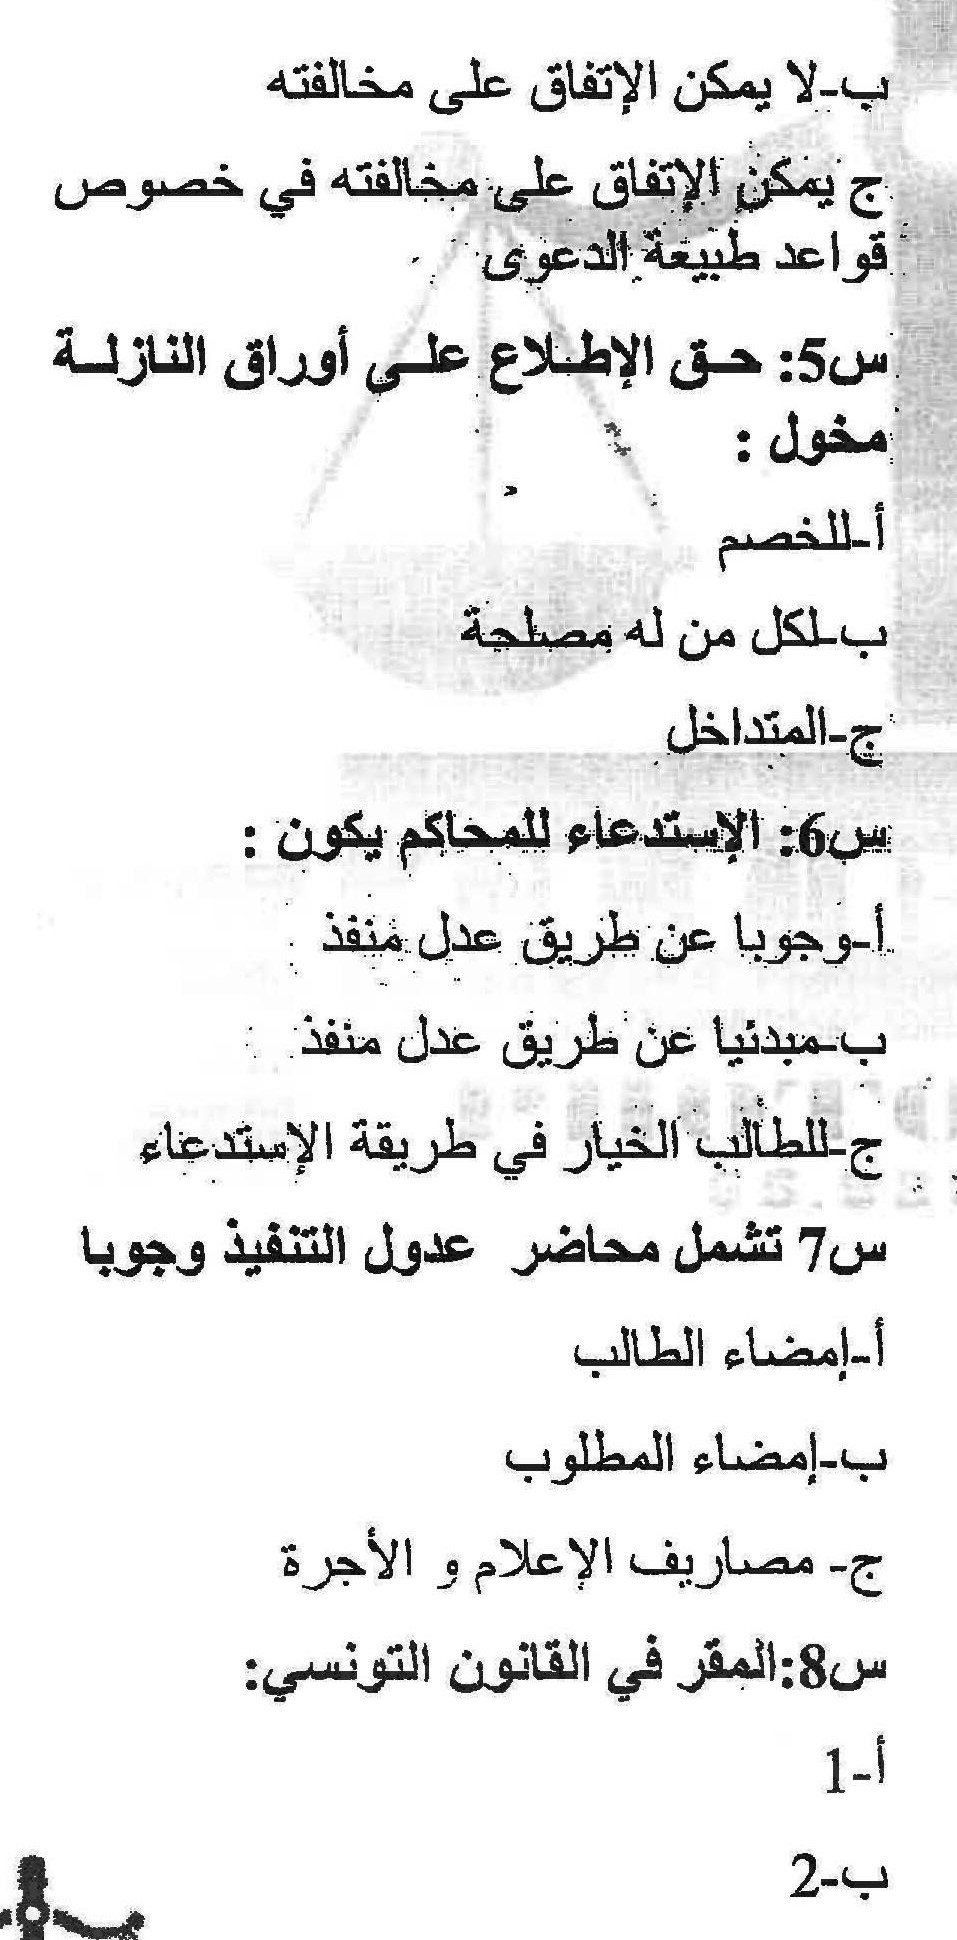 ب-لا يمكن الإتفاق على مخالفته
ج يمكن الإتفاق على مخالفته في خصوص
قواعد طبيعة الدعوى
س5: حق الإطلاع على أوراق النازلة
مخول :
أ-للخصم
ب-لكل من له مصلحة
ج-المتداخل
س6: الإستدعاء للمحاكم يكون :
أ-وجوبا عن طريق عدل منفذ
ب-مبدئيا عن طريق عدل منفذ
ج-للطالب الخيار في طريقة الإستدعاء
س7 تشمل محاضر عدول التنفيذ وجوبا
أ-إمضاء الطالب
ب-إمضاء المطلوب
ج- مصاريف الإعلام و الأجرة
س8:المقر في القانون التونسي:
أ-1
ب-2